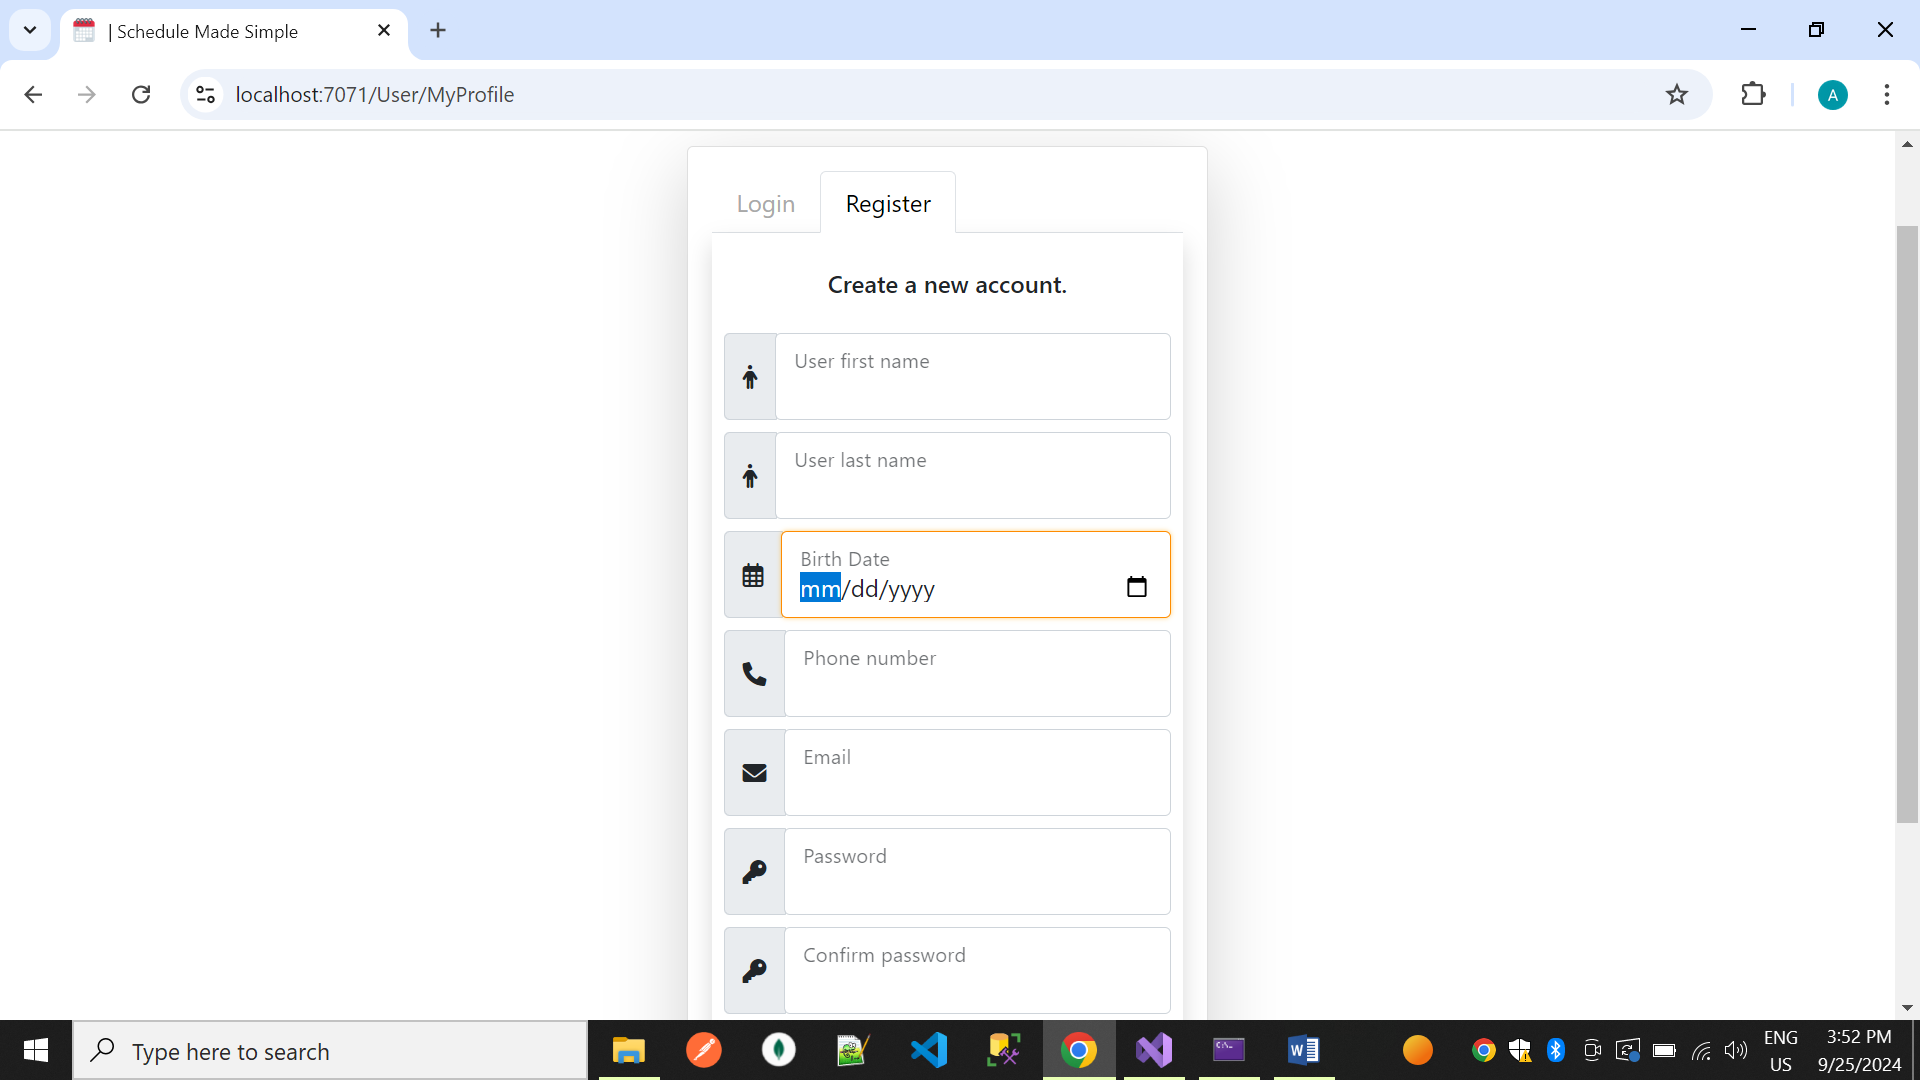 | Schedule Made Simple
localhost:7071/User/MyProfile
A
Login
Register
Create a new account.
User first name
User last name
Birth Date
mm/dd/yyyy
Phone number
Email
Password
Confirm password
Type here to search
ENG
US
3:52 PM
9/25/2024